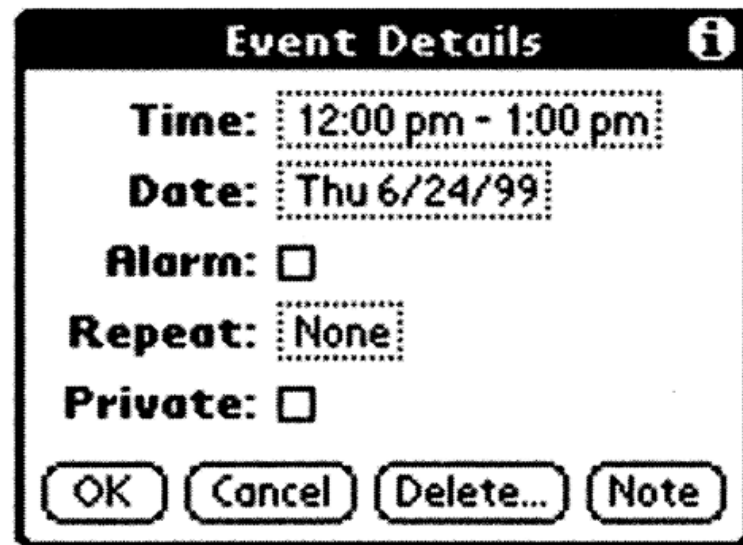 Event Details i
Time: 12:00 pm - 1:00 pm
Date: Thu 6/24/99
Alarm:
Repeat: None
Private:
OK Cancel Delete... Note